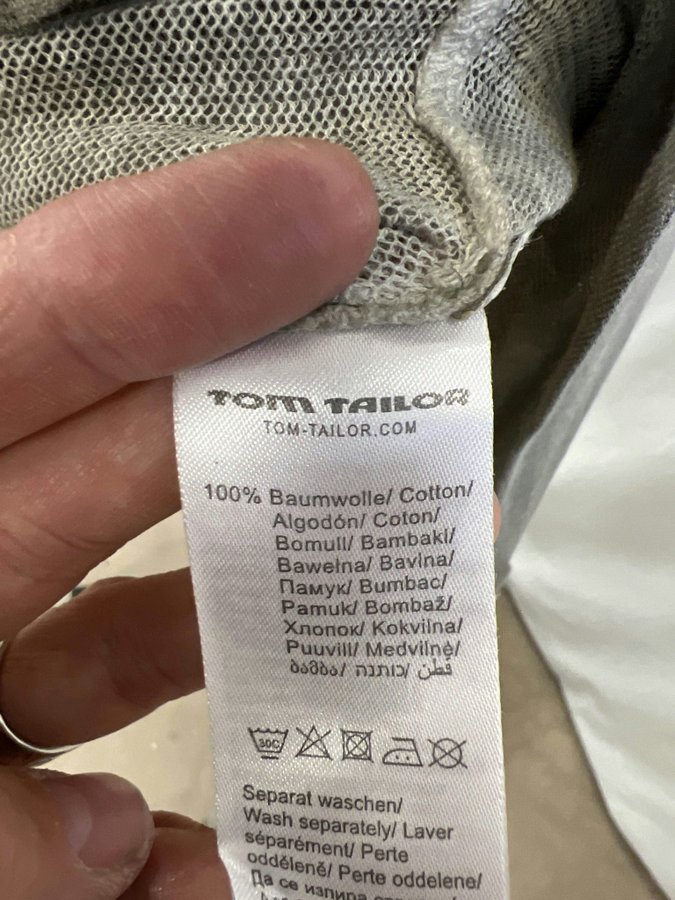 TOM TAILOR
TOM-TAILOR.COM
100% Baumwolle/ Cotton/
Algodón/ Coton/
Bomull/ Bambaki/
Bawełna/ Bavlna/
Памук/ Bumbac/
Pamuk/ Bombaž/
Хлопок/ Kokvilna/
Puuvill/ Medvilnė/
ბამბა/ כותנה/ قطن/
30C
Separat waschen/
Wash separately/ Laver
séparément/ Perte
odděleně/ Perte oddelene/
Да се изпира